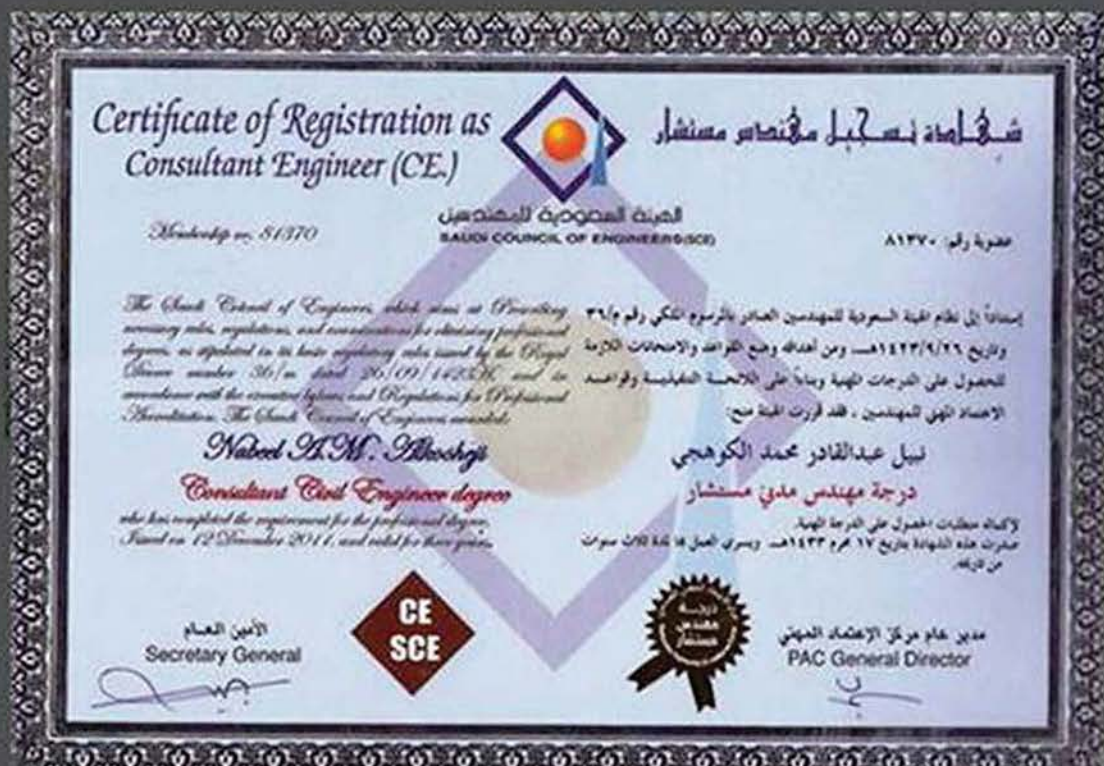 Certificate of Registration as
Consultant Engineer (CE.)
شهادة تسجيل مهندس مستشار
الهيئة السعودية للمهندسين
SAUDI COUNCIL OF ENGINEERS(SCE)
Membership no. 81370
عضوية رقم: ٨١٣٧٠
The Saudi Council of Engineers, which aims at Providing
necessary rules, regulations, and examinations for obtaining professional
degrees, as stipulated in its basic regulatory rules issued by the Royal
Decree number 36/m dated 26/09/1423H, and in
accordance with the executive bylaws and Regulations for Professional
Accreditation. The Saudi Council of Engineers awarded:
Nabeel A.M. Alkooheji
Consultant Civil Engineer degree
who has completed the requirement for the professional degree.
Issued on 12 December 2011, and valid for three years.
إستناداً إلى نظام الهيئة السعودية للمهندسين الصادر بالرسوم الملكي رقم م/٣٦
وتاريخ ١٤٢٣/٩/٢٦هـ، ومن أهدافه وضع القواعد والامتحانات اللازمة
للحصول على الدرجات المهنية وبناءً على اللائحة التنفيذية وقواعد
الاعتماد المهني للمهندسين ، فقد قررت الهيئة منح:
نبيل عبدالقادر محمد الكوهجي
درجة مهندس مدني مستشار
لإكماله متطلبات الحصول على الدرجة المهنية.
صدرت هذه الشهادة بتاريخ ١٧ محرم ١٤٣٣هـ ويسري العمل بها لمدة ثلاث سنوات
من تاريخه.
الأمين العام
Secretary General
CE
SCE
درجة
مهندس
مستشار
مدير عام مركز الإعتماد المهني
PAC General Director